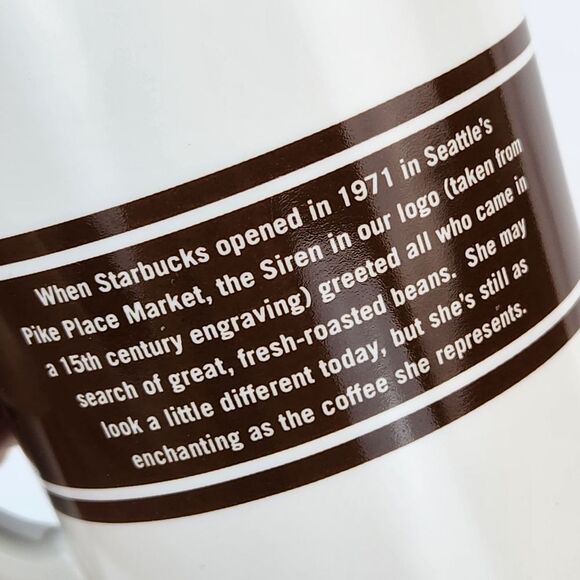 When Starbucks opened in 1971 in Seattle's
Pike Place Market, the Siren in our logo (taken from
a 15th century engraving) greeted all who came in
search of great, fresh-roasted beans. She may
look a little different today, but she's still as
enchanting as the coffee she represents.